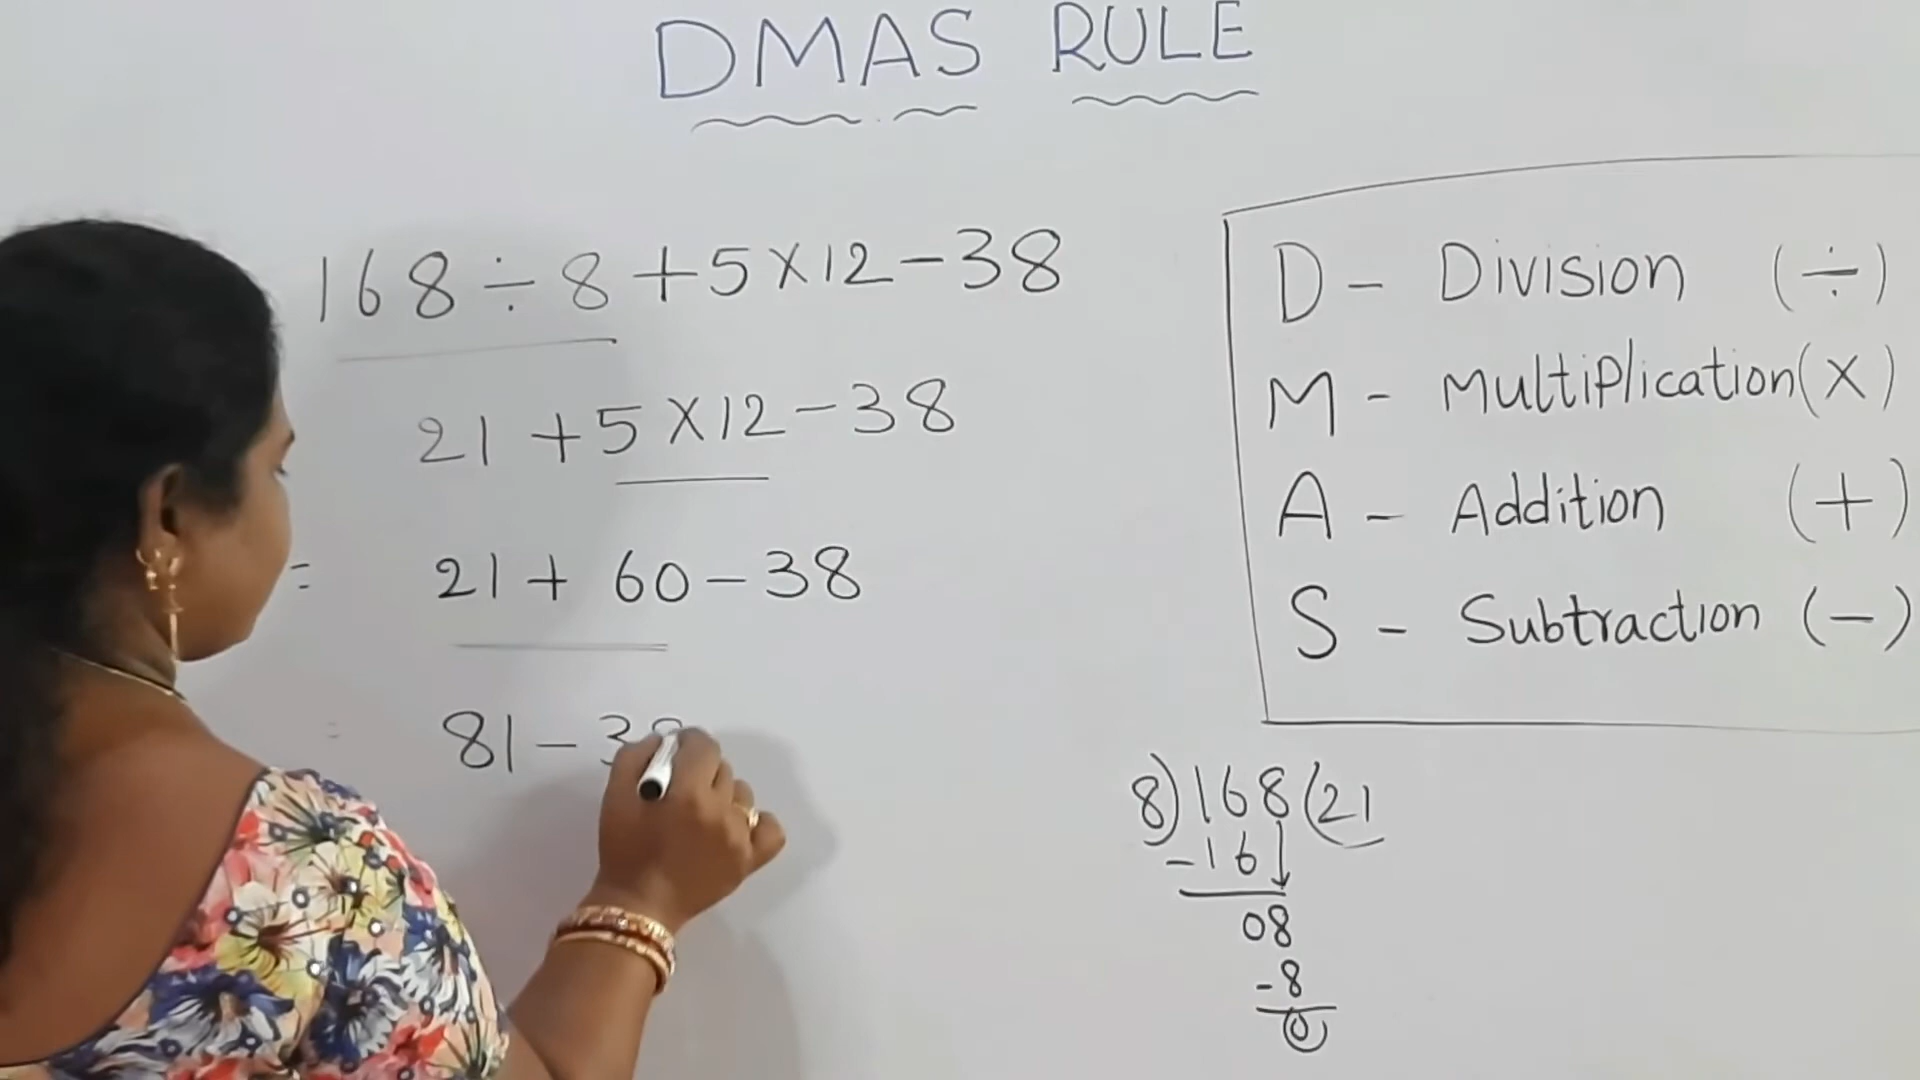 DMAS RULE
168 ÷ 8 + 5 × 12 - 38
21 + 5 × 12 - 38
= 21 + 60 - 38
= 81 - 38
D - Division (÷)
M - Multiplication (×)
A - Addition (+)
S - Subtraction (-)
8) 168 (21
-16
08
-8
0